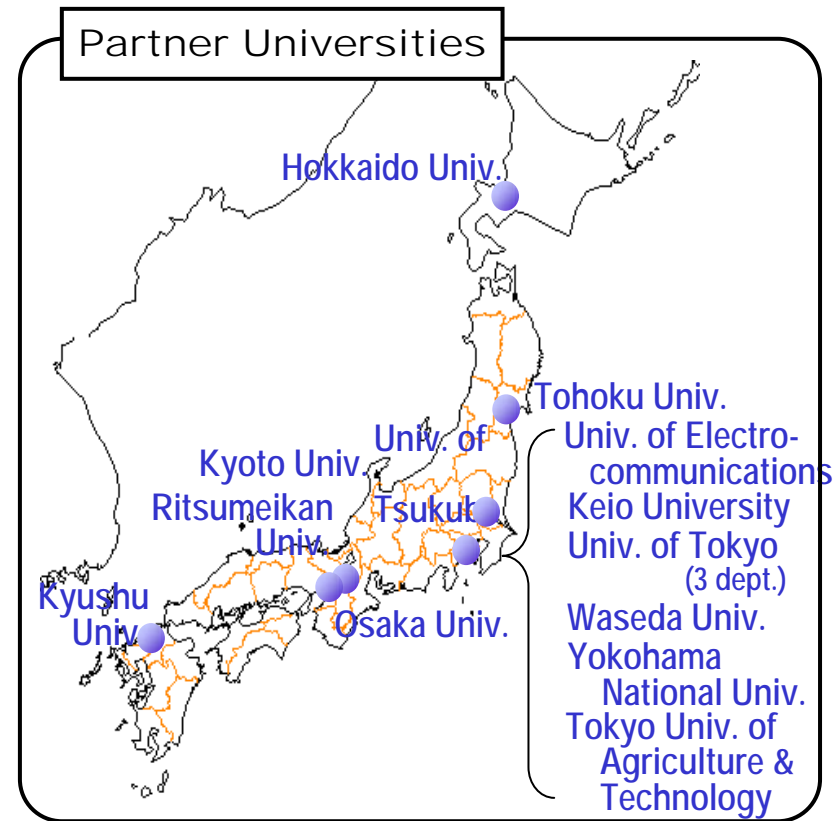 Partner Universities
Hokkaido Univ.
Tohoku Univ.
Univ. of
Tsukub
Kyoto Univ.
Ritsumeikan
Univ.
Osaka Univ.
Kyushu
Univ
Univ. of Electro-
communications
Keio University
Univ. of Tokyo
(3 dept.)
Waseda Univ.
Yokohama
National Univ.
Tokyo Univ. of
Agriculture &
Technology